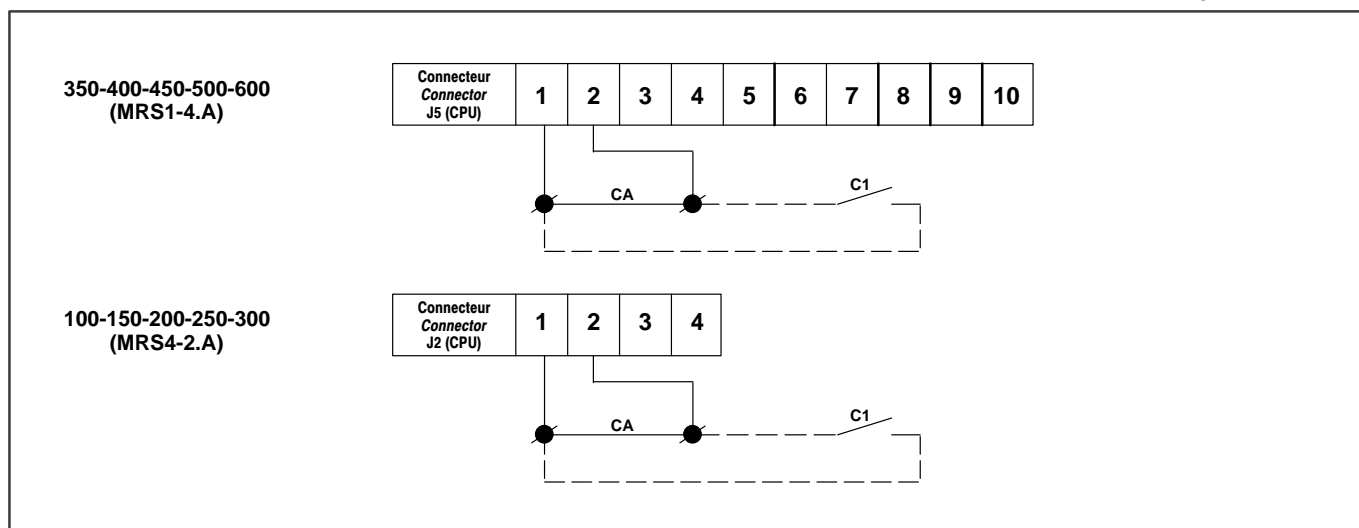 350-400-450-500-600
(MRS1-4.A)
Connecteur
Connector
J5 (CPU)
1 2 3 4 5 6 7 8 9 10
CA
C1
100-150-200-250-300
(MRS4-2.A)
Connecteur
Connector
J2 (CPU)
1 2 3 4
CA
C1